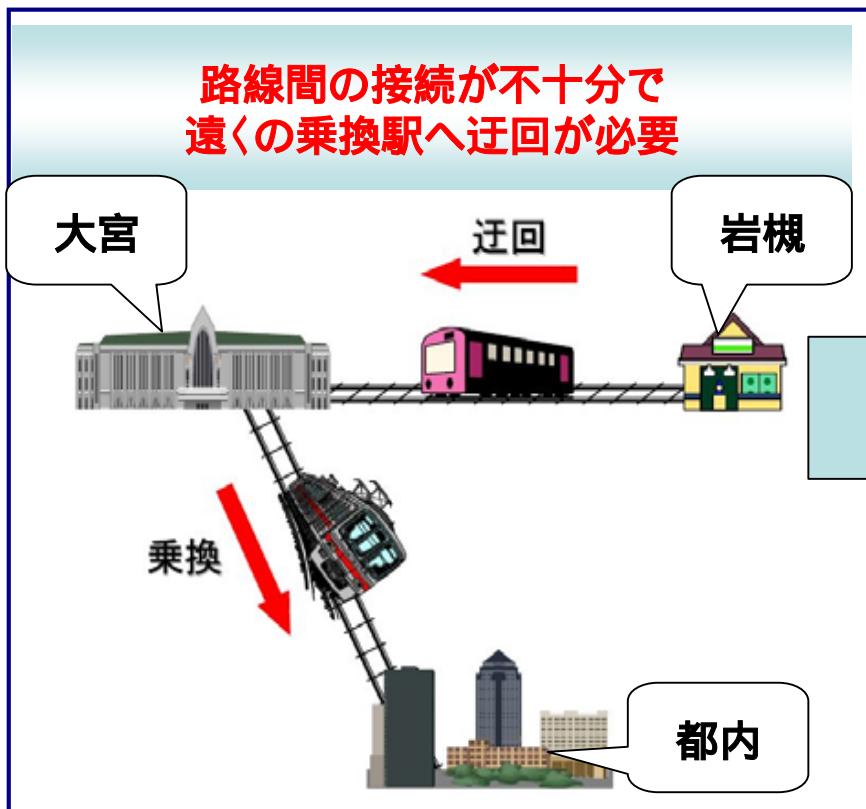 路線間の接続が不十分で
遠くの乗換駅へ迂回が必要
大宮
迂回
岩槻
乗換
都内